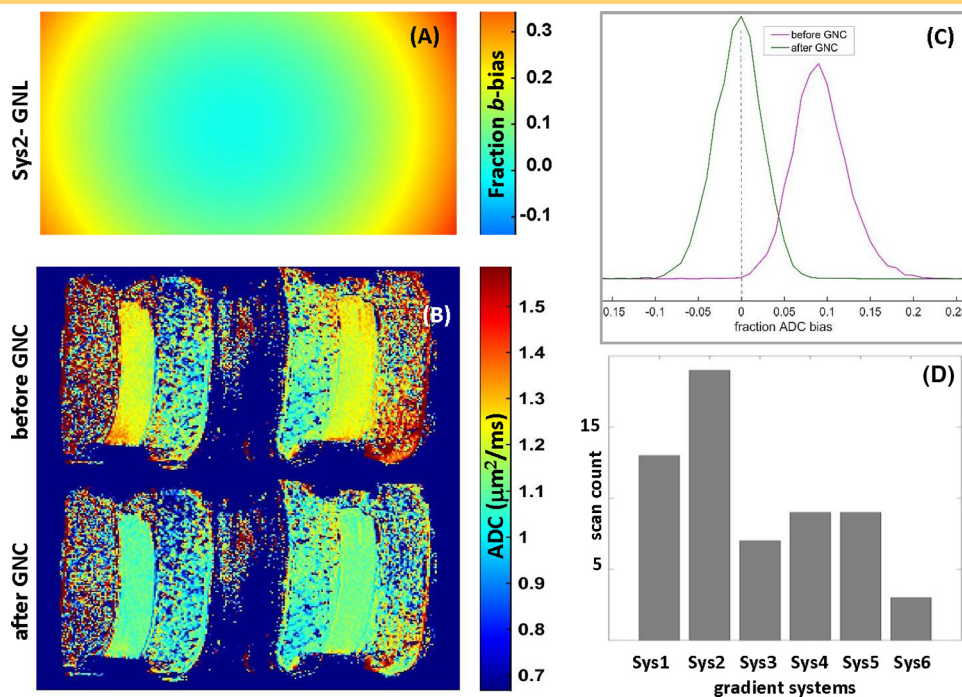 (A)
Sys2- GNL
Fraction b-bias
0.3
0.2
0.1
0.0
-0.1
(B)
before GNC
after GNC
ADC (μm²/ms)
1.5
1.4
1.3
1.2
1.1
1
0.9
0.8
0.7
(C)
before GNC
after GNC
0.15 -0.1 -0.05 0 0.05 0.1 0.15 0.2
fraction ADC bias
(D)
scan count
15
5
Sys1 Sys2 Sys3 Sys4 Sys5 Sys6
gradient systems